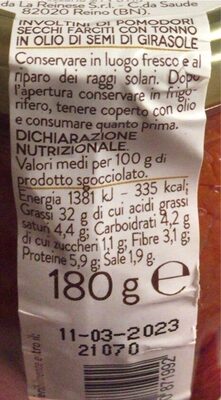 da La Reinese S.r.l. - C.da Saude
82020 Reino (BN)
INVOLTINI DI POMODORI
SECCHI FARCITI CON TONNO
IN OLIO DI SEMI DI GIRASOLE
Conservare in luogo fresco e al
riparo dei raggi solari. Dopo
l'apertura conservare in frigo
rifero, tenere coperto con olio
e consumare quanto prima.
DICHIARAZIONE
NUTRIZIONALE
Valori medi per 100 g di
prodotto sgocciolato.
Energia 1381 kJ - 335 kcal;
Grassi 32 g di cui acidi grassi
saturi 4,4 g; Carboidrati 4,2 g
di cui zuccheri 1,1 g; Fibre 3,1 g;
Proteine 5,9 g; Sale 1,9 g.
180 g e
11-03-2023
21070